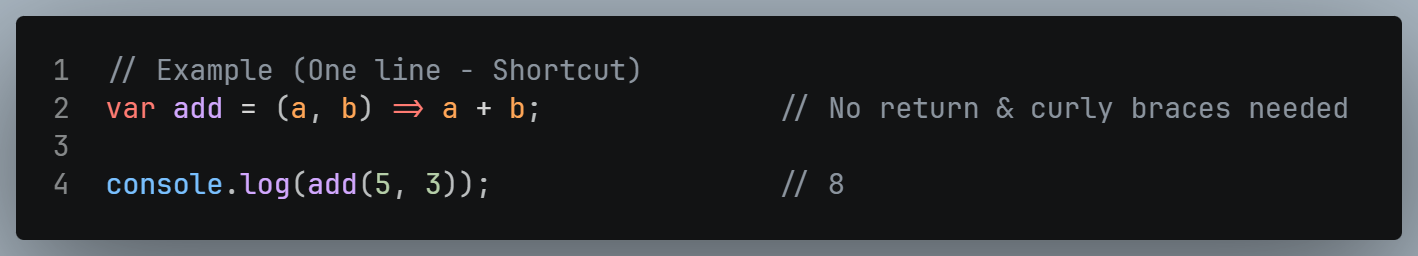 1 // Example (One line - Shortcut)
2 var add = (a, b) => a + b; // No return & curly braces needed
3
4 console.log(add(5, 3)); // 8